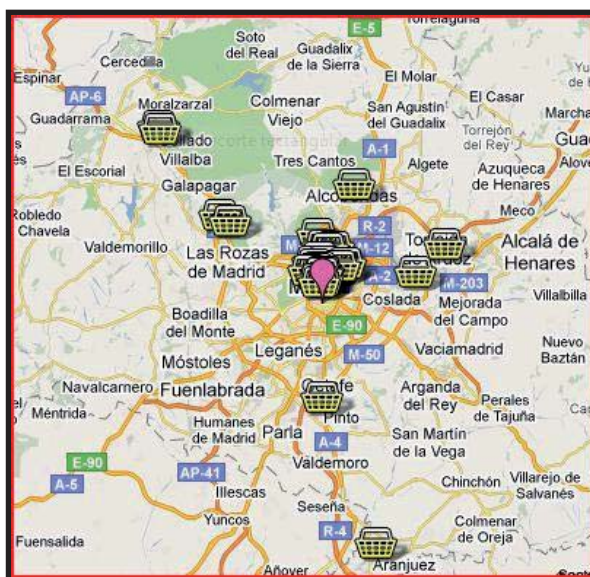 Torrelaguna
E-5
Soto
del Real
Guadalix
de la Sierra
Cercedilla
Espinar
El Molar
AP-6
Moralzarzal
Colmenar
Viejo
El Casar
Guadarrama
San Agustín
del Guadalix
Marcha
corte rectangular
Torrejón
del Rey
Villalba
Tres Cantos
A-1
El Escorial
Algete
Azuqueca
de Henares
Alove
Galapagar
Meco
Robledo
Chavela
R-2
Valdemorillo
Las Rozas
de Madrid
M-12
Alcalá de
Henares
A-2
M-203
Coslada
Villalbilla
Boadilla
del Monte
E-90
Mejorada
del Campo
Leganés
M-50
Vaciamadrid
Nuevo
Baztán
Móstoles
Navalcarnero
Fuenlabrada
Arganda
del Rey
Perales
de Tajuña
Méntrida
Pinto
Humanes
de Madrid
Parla
San Martín
de la Vega
A-4
E-90
AP-41
Valdemoro
A-5
Chinchón
Villarejo de
Salvanés
Illescas
Seseña
Yuncos
Colmenar
de Oreja
Fuensalida
R-4
Añover
Aranjuez